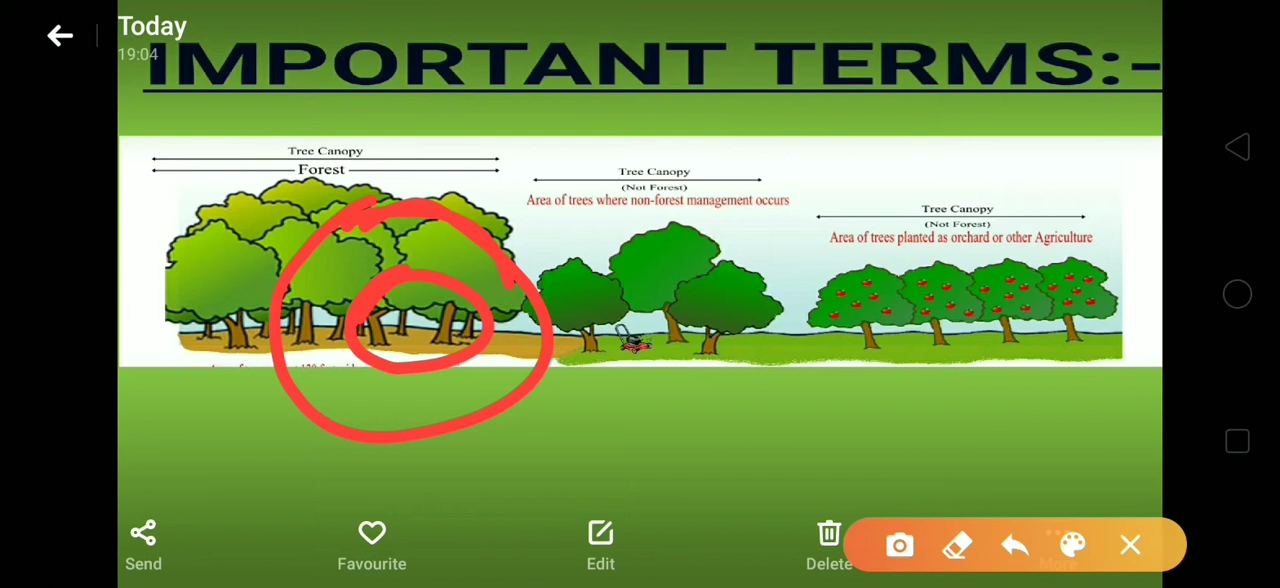 Today
19:04
IMPORTANT TERMS:-
Tree Canopy
Forest
Tree Canopy
(Not Forest)
Area of trees where non-forest management occurs
Tree Canopy
(Not Forest)
Area of trees planted as orchard or other Agriculture
Send
Favourite
Edit
Delete
More